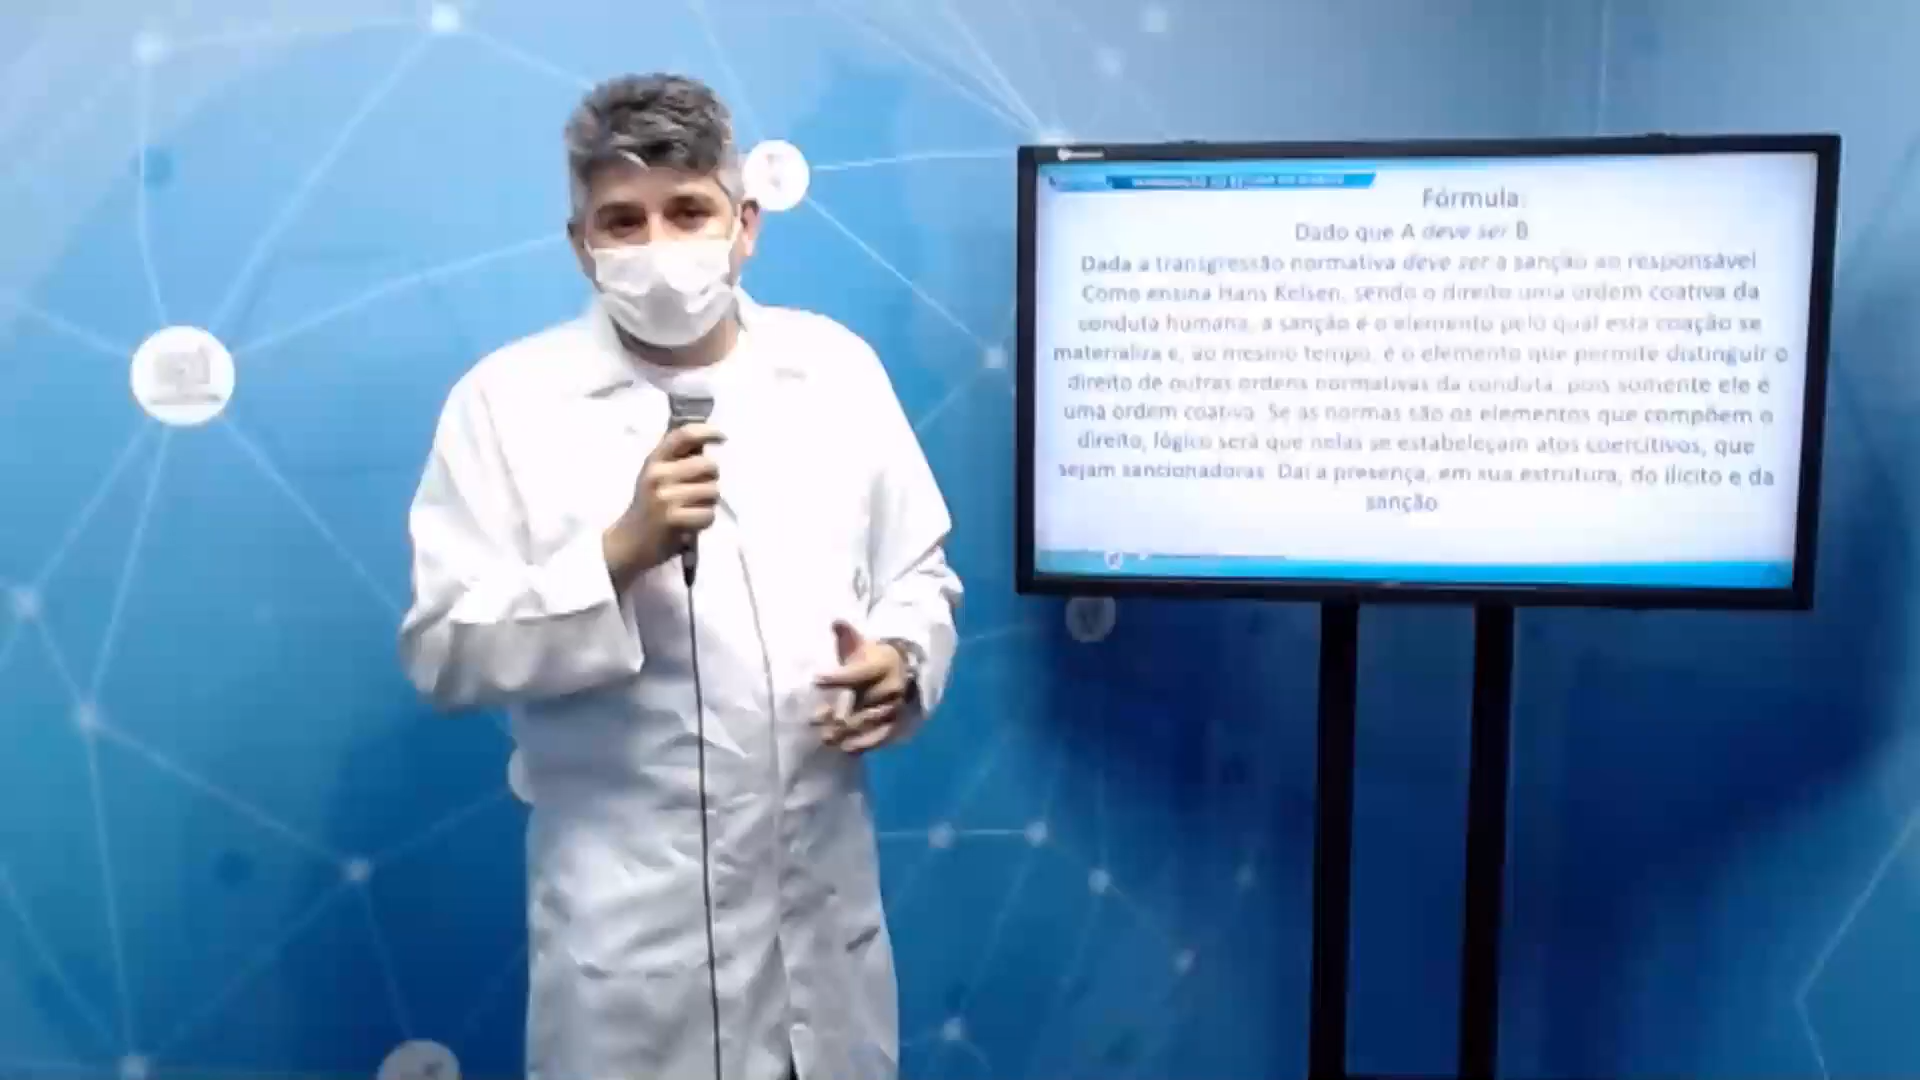 Fórmula:
Dado que A deve ser B
Dada a transgressão normativa deve ser a sanção ao responsável
Como ensina Hans Kelsen, sendo o direito uma ordem coativa da
conduta humana, a sanção é o elemento pelo qual esta coação se
materializa e, ao mesmo tempo, é o elemento que permite distinguir o
direito de outras ordens normativas da conduta, pois somente ele é
uma ordem coativa. Se as normas são os elementos que compõem o
direito, lógico será que nelas se estabeleçam atos coercitivos, que
sejam sancionadoras. Daí a presença, em sua estrutura, do ilícito e da
sanção